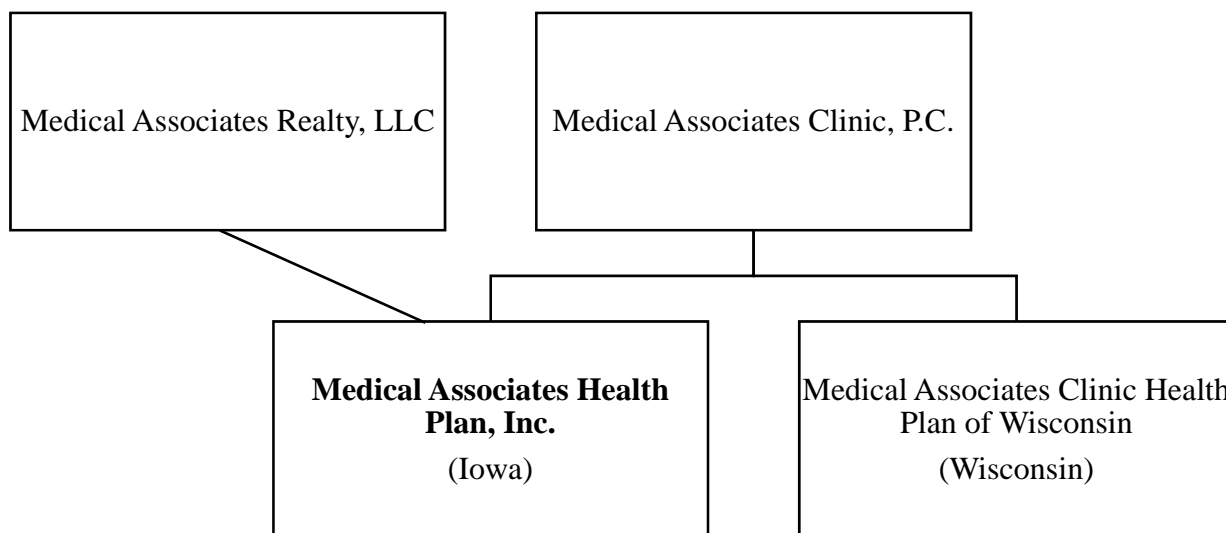 Medical Associates Realty, LLC
Medical Associates Clinic, P.C.
Medical Associates Health
Plan, Inc.
(Iowa)
Medical Associates Clinic Health
Plan of Wisconsin
(Wisconsin)